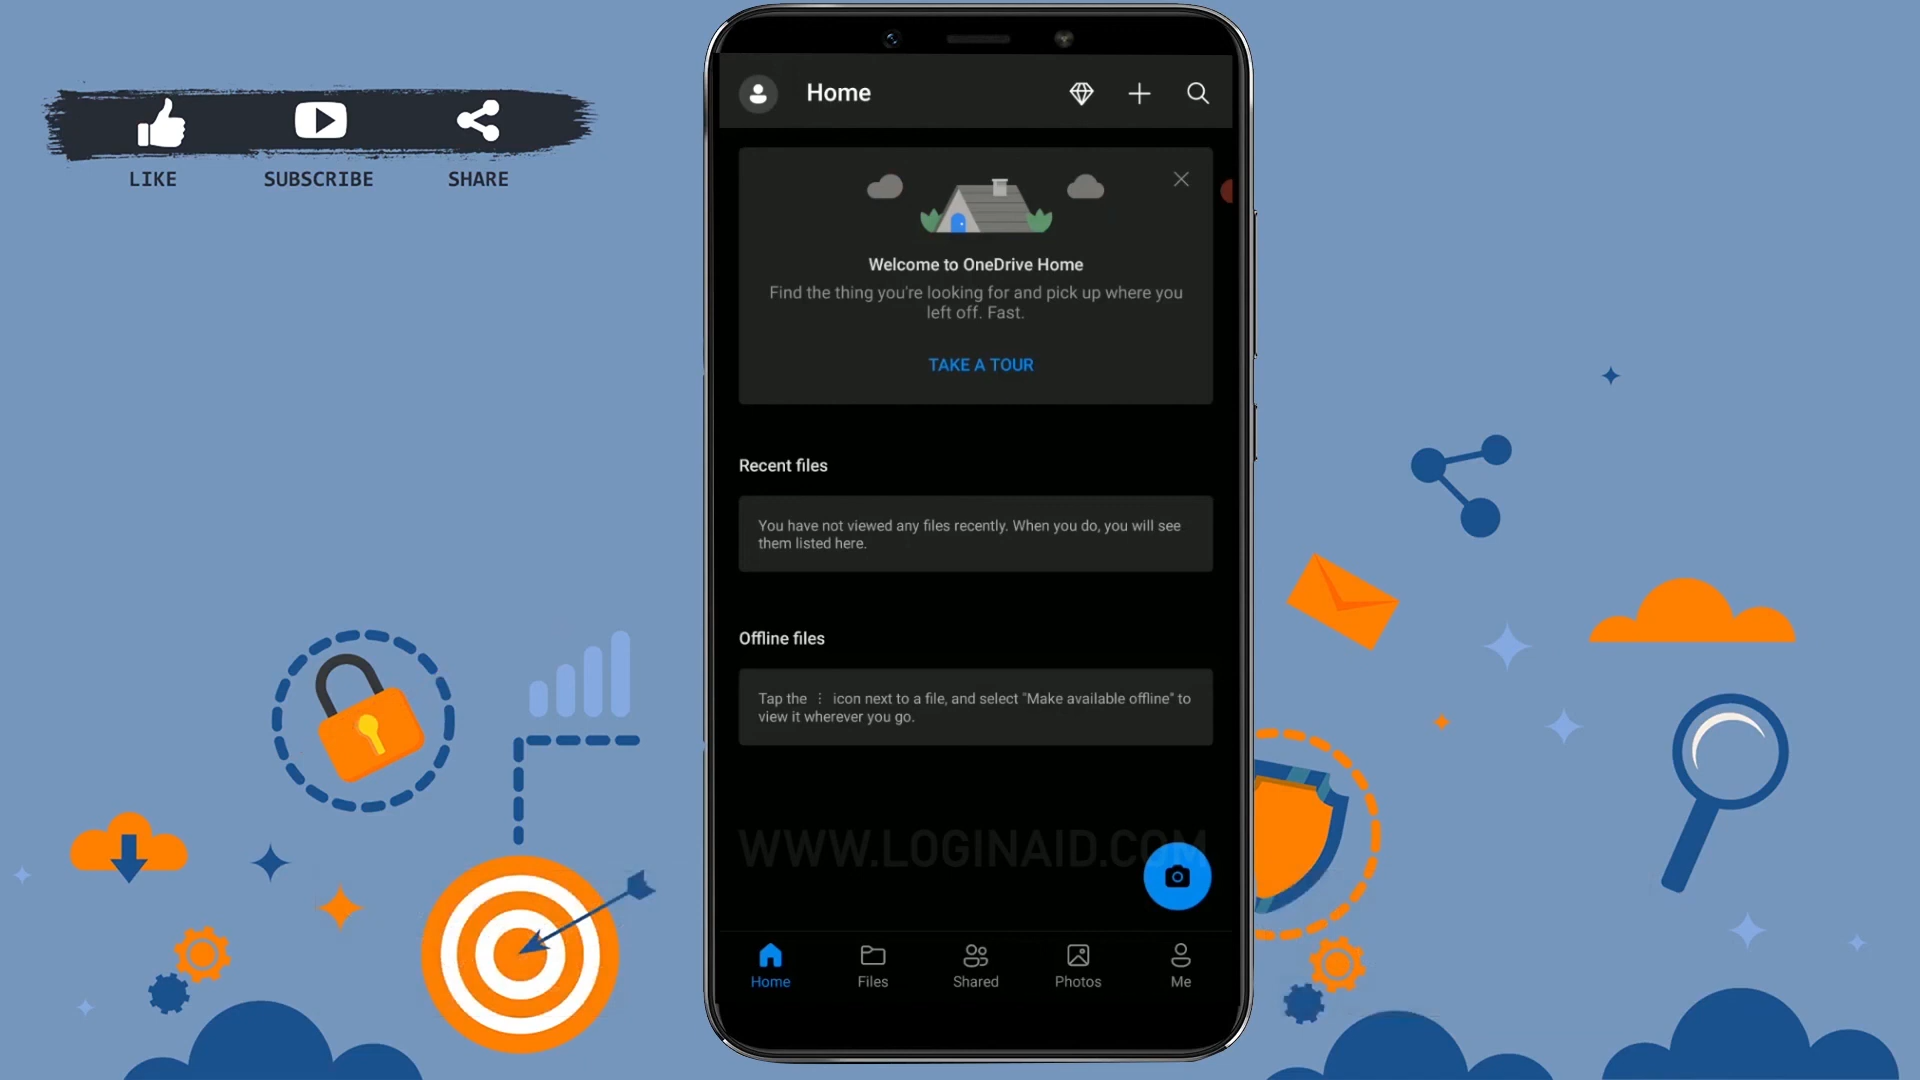 LIKE
SUBSCRIBE
SHARE
Home
Welcome to OneDrive Home
Find the thing you're looking for and pick up where you
left off. Fast.
TAKE A TOUR
Recent files
You have not viewed any files recently. When you do, you will see
them listed here.
Offline files
Tap the ⋮ icon next to a file, and select "Make available offline" to
view it wherever you go.
WWW.LOGINAID.COM
Home
Files
Shared
Photos
Me